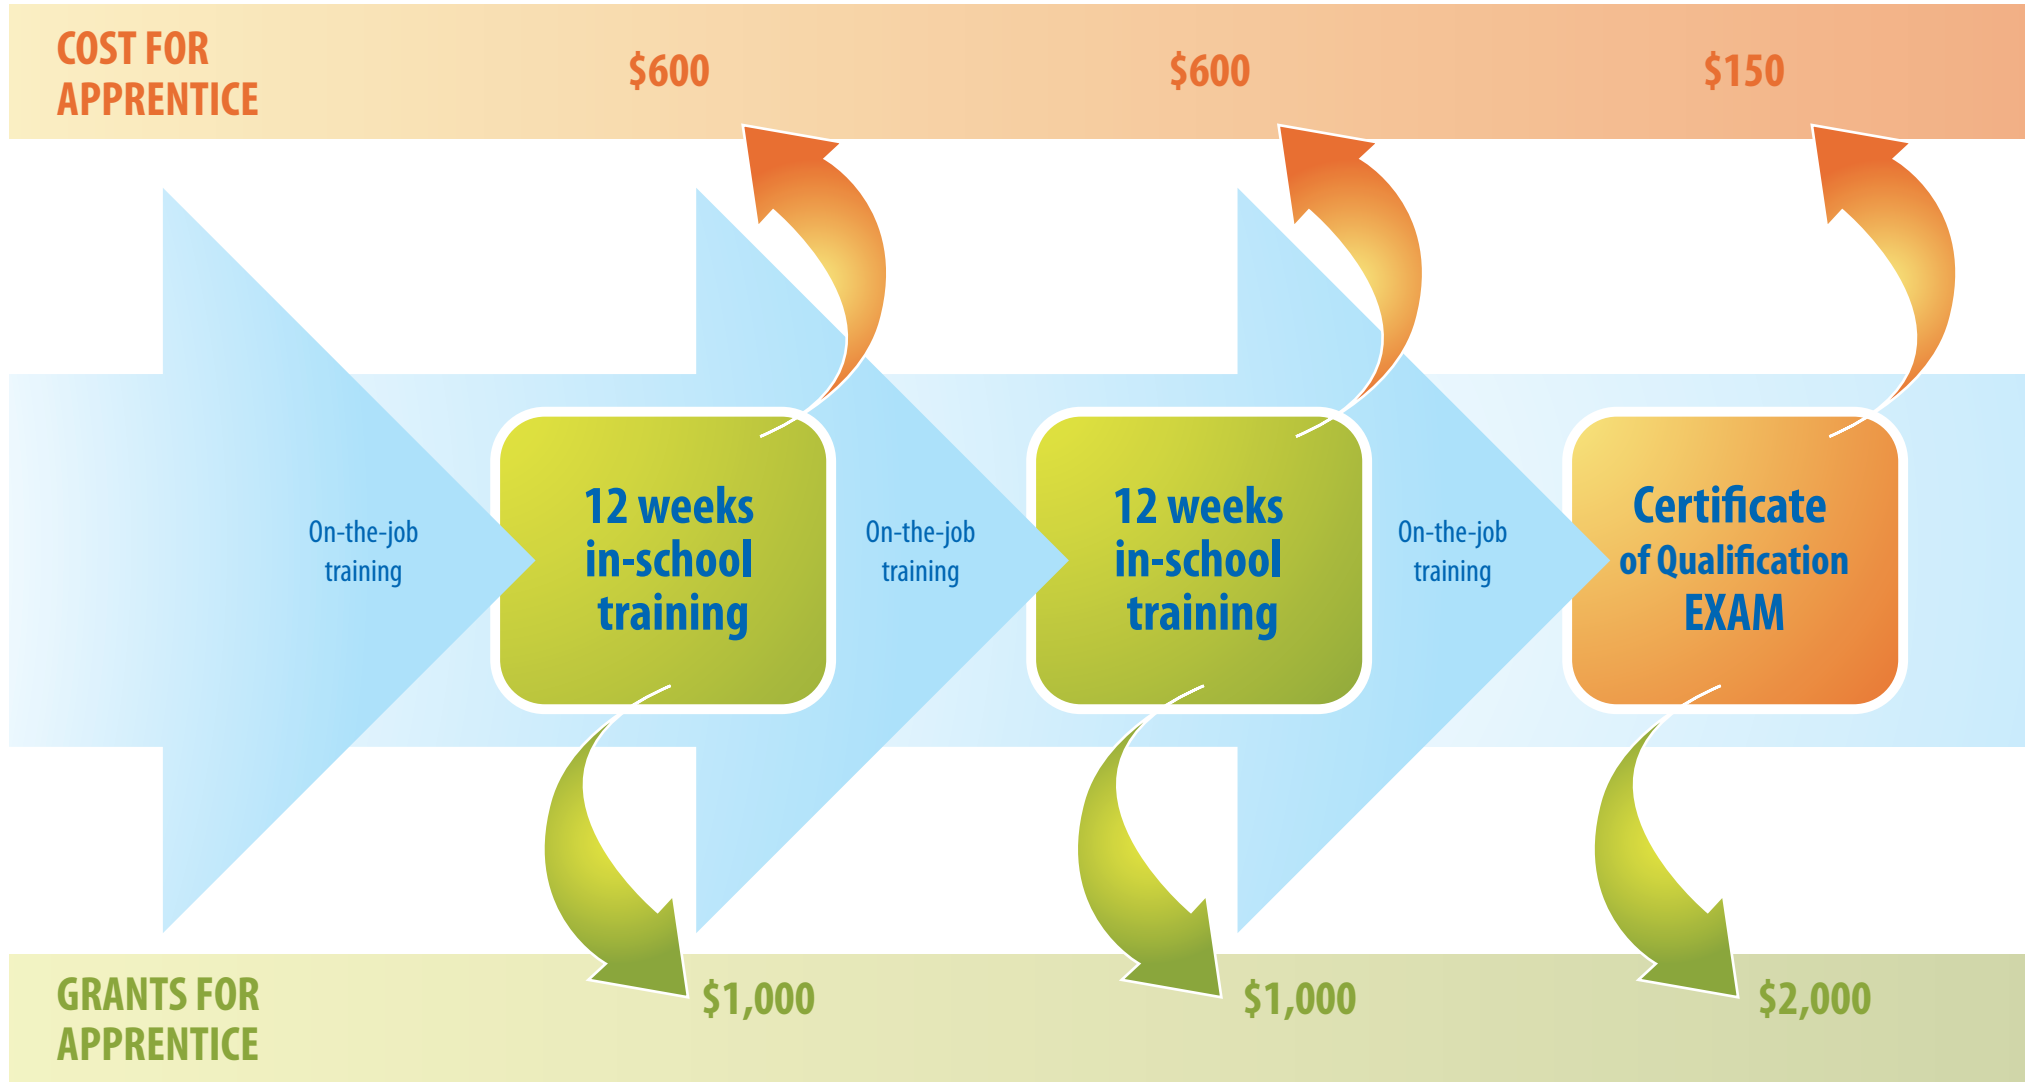 COST FOR
APPRENTICE
$600
$600
$150
On-the-job
training
12 weeks
in-school
training
On-the-job
training
12 weeks
in-school
training
On-the-job
training
Certificate
of Qualification
EXAM
GRANTS FOR
APPRENTICE
$1,000
$1,000
$2,000